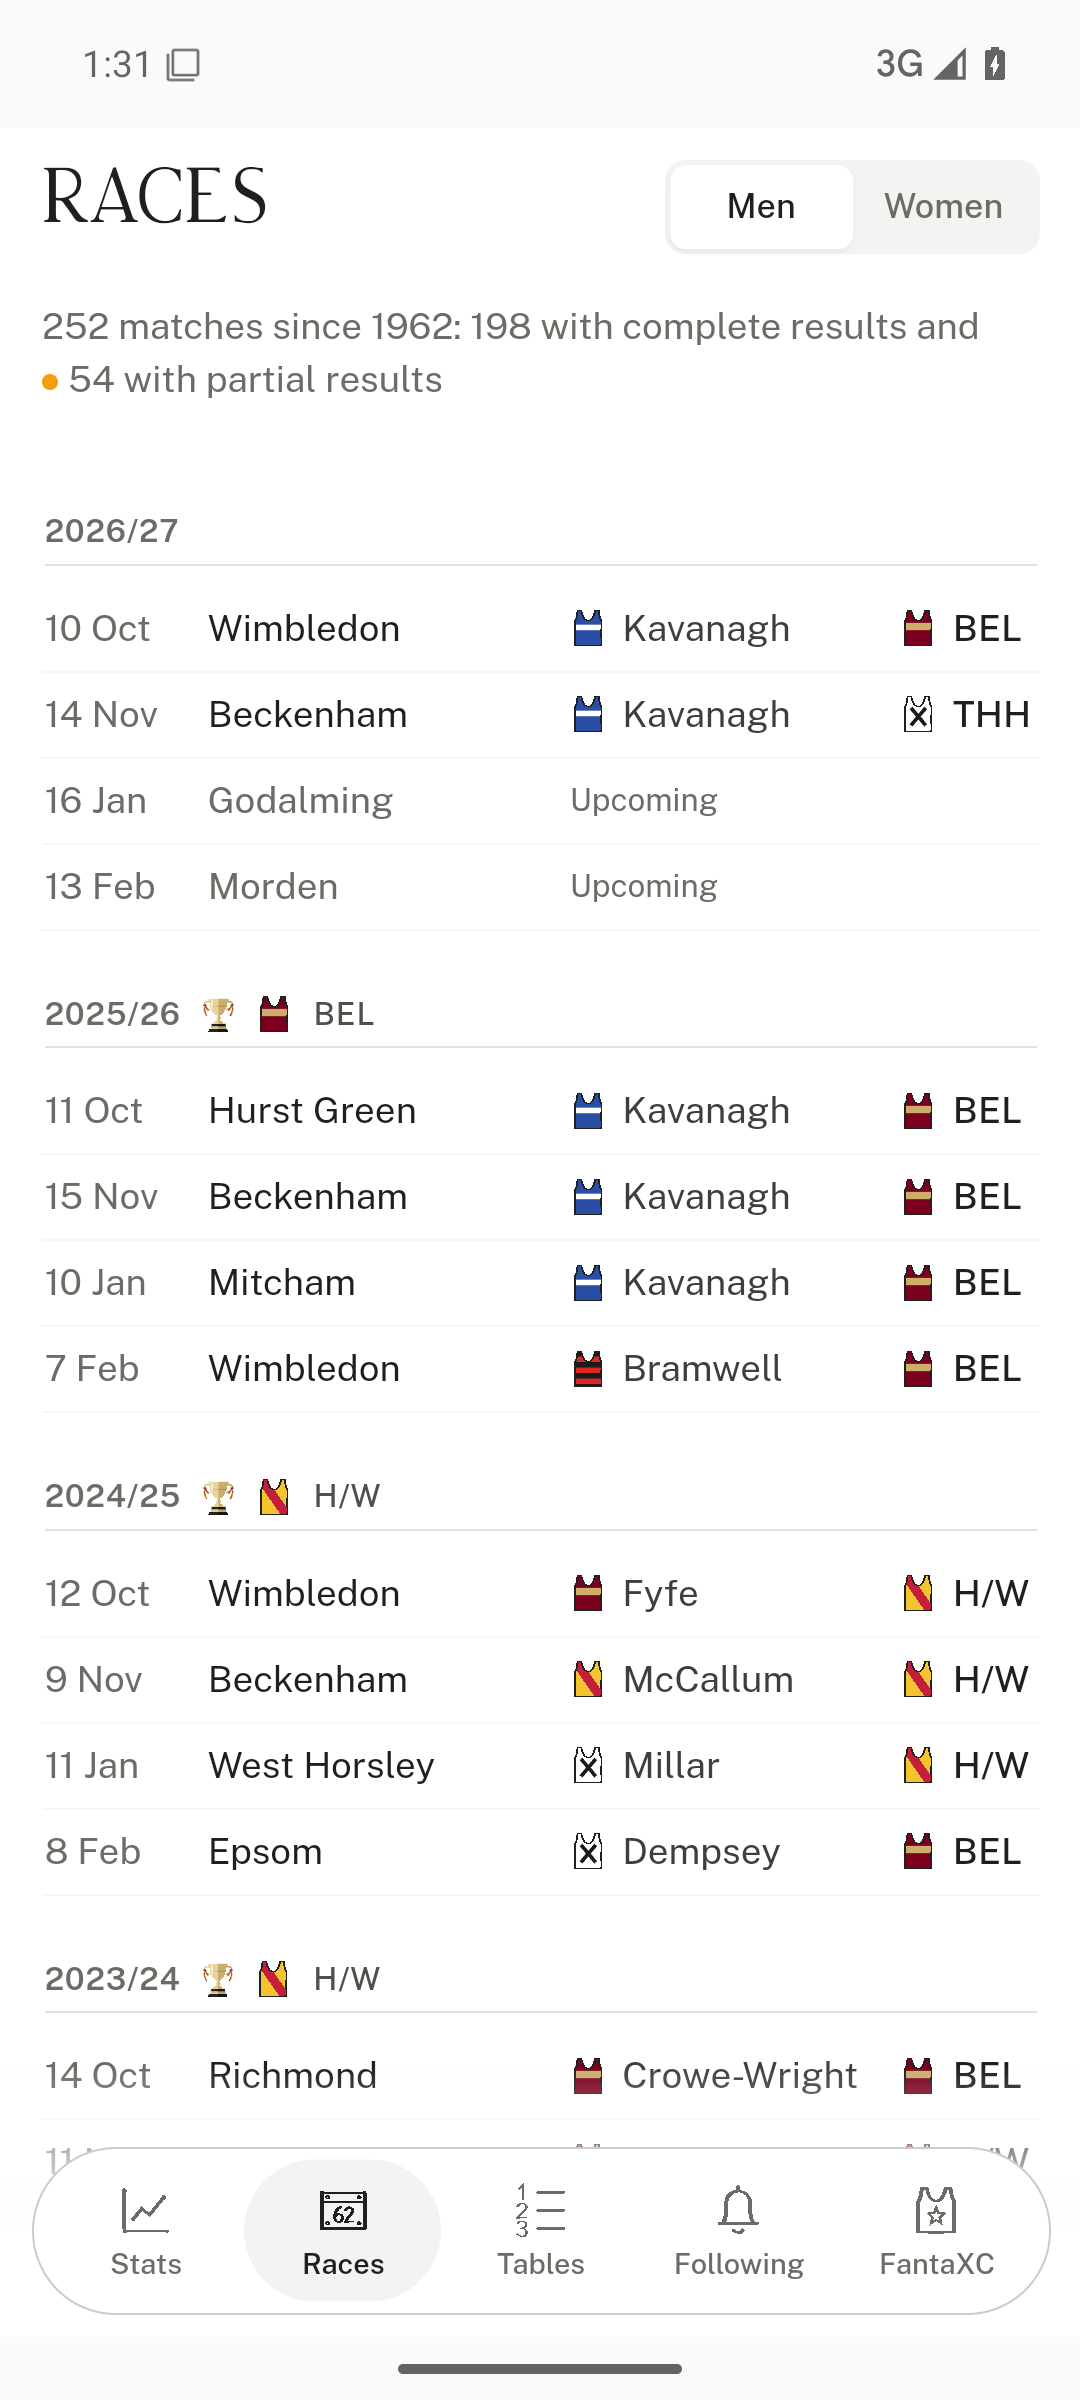 1:31 3G
RACES Men Women
252 matches since 1962: 198 with complete results and
54 with partial results
2026/27
10 Oct Wimbledon Kavanagh BEL
14 Nov Beckenham Kavanagh THH
16 Jan Godalming Upcoming
13 Feb Morden Upcoming
2025/26 BEL
11 Oct Hurst Green Kavanagh BEL
15 Nov Beckenham Kavanagh BEL
10 Jan Mitcham Kavanagh BEL
7 Feb Wimbledon Bramwell BEL
2024/25 H/W
12 Oct Wimbledon Fyfe H/W
9 Nov Beckenham McCallum H/W
11 Jan West Horsley Millar H/W
8 Feb Epsom Dempsey BEL
2023/24 H/W
14 Oct Richmond Crowe-Wright BEL
11
62
1
2
3
Stats Races Tables Following FantaXC